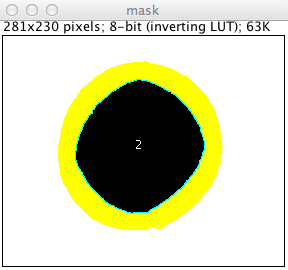 mask
281x230 pixels; 8-bit (inverting LUT); 63K
2